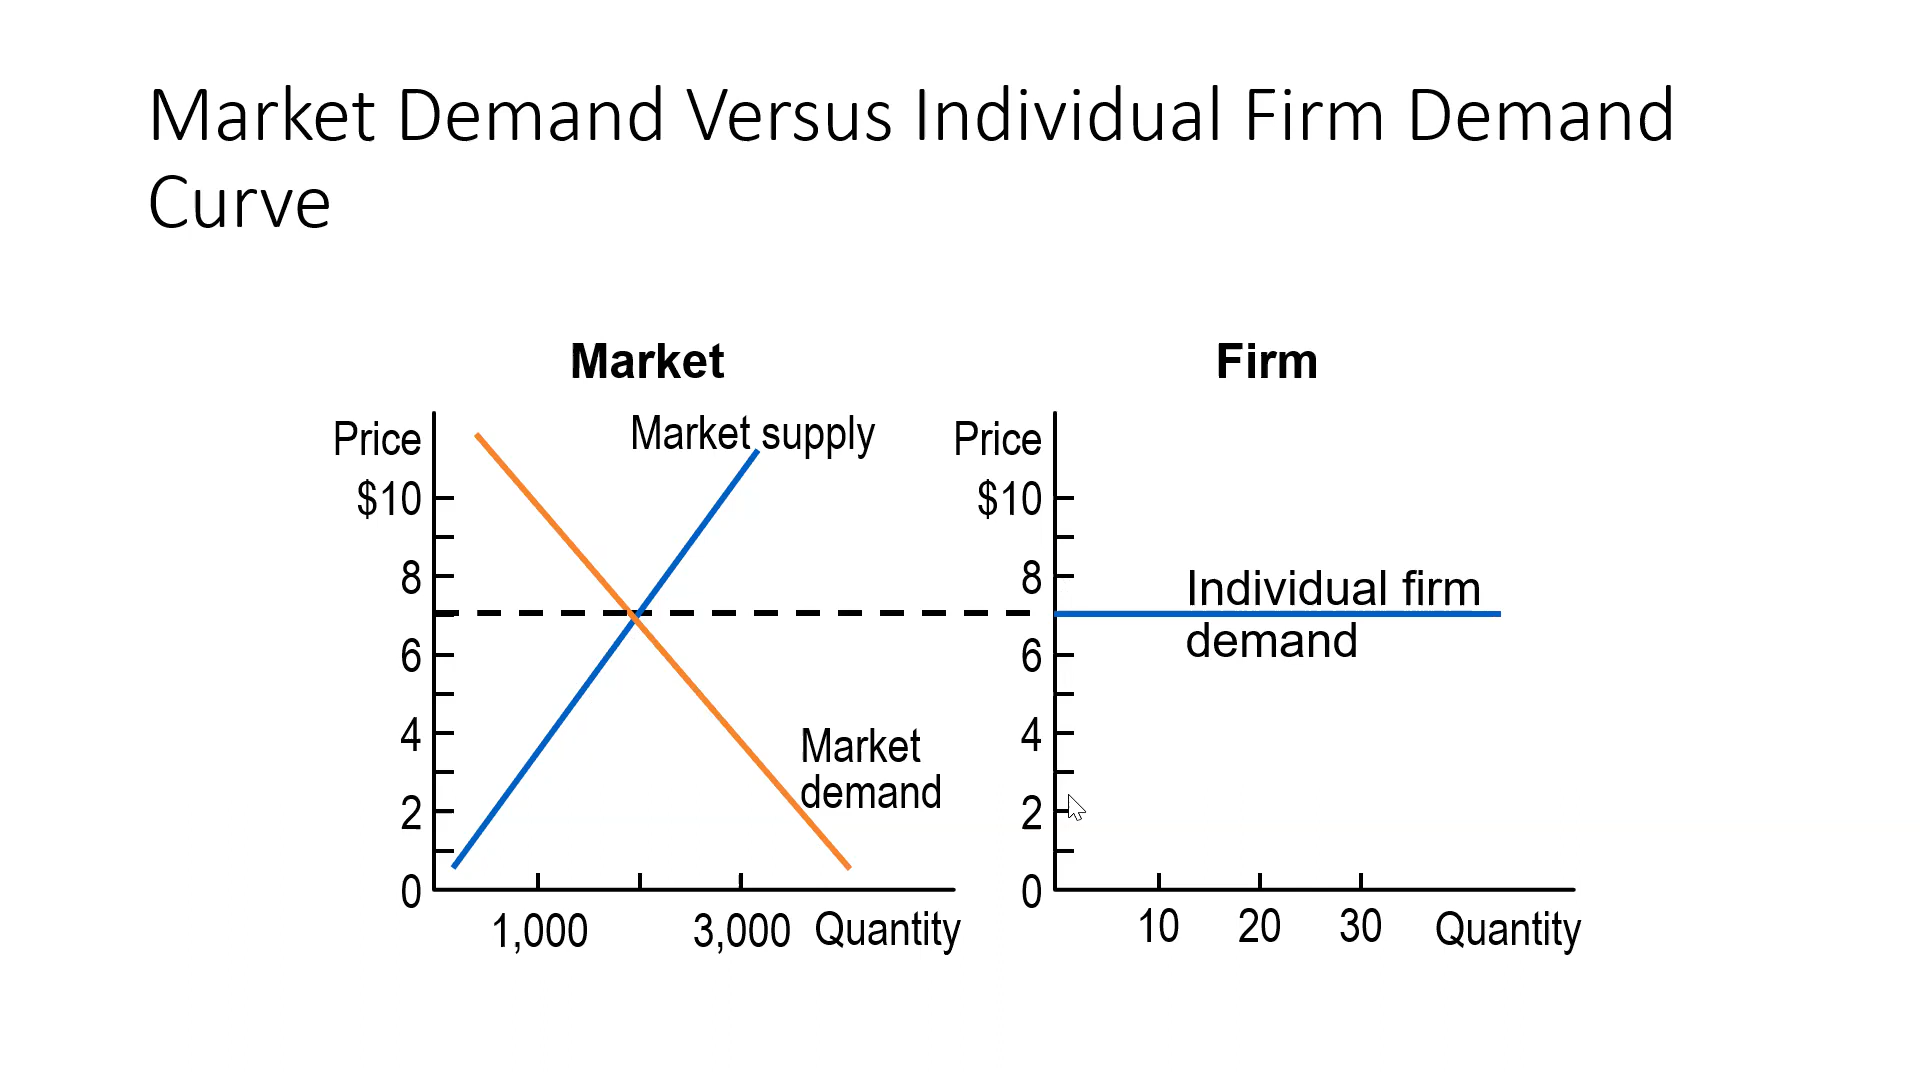 Market Demand Versus Individual Firm Demand
Curve
Market
Price
Market supply
$10
8
6
4
2
0
Market
demand
1,000
3,000
Quantity
Firm
Price
$10
8
6
4
2
0
Individual firm
demand
10
20
30
Quantity